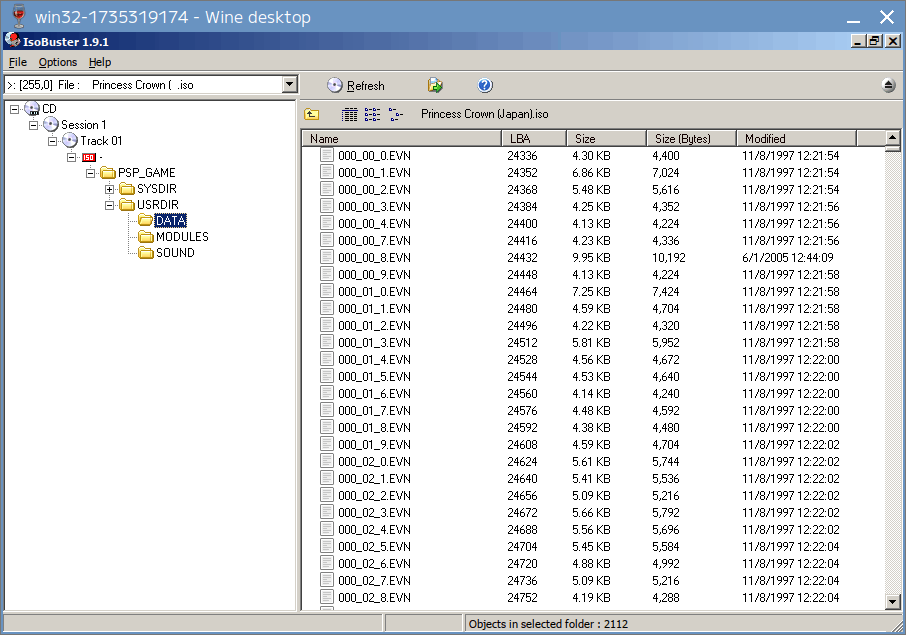 win32-1735319174 - Wine desktop
IsoBuster 1.9.1
File Options Help
>: [255,0] File : Princess Crown ( .iso
Refresh
Princess Crown (Japan).iso
CD
Session 1
Track 01
ISO -
PSP_GAME
SYSDIR
USRDIR
DATA
MODULES
SOUND
Name LBA Size Size (Bytes) Modified
000_00_0.EVN 24336 4.30 KB 4,400 11/8/1997 12:21:54
000_00_1.EVN 24352 6.86 KB 7,024 11/8/1997 12:21:54
000_00_2.EVN 24368 5.48 KB 5,616 11/8/1997 12:21:54
000_00_3.EVN 24384 4.25 KB 4,352 11/8/1997 12:21:56
000_00_4.EVN 24400 4.13 KB 4,224 11/8/1997 12:21:56
000_00_7.EVN 24416 4.23 KB 4,336 11/8/1997 12:21:56
000_00_8.EVN 24432 9.95 KB 10,192 6/1/2005 12:44:09
000_00_9.EVN 24448 4.13 KB 4,224 11/8/1997 12:21:58
000_01_0.EVN 24464 7.25 KB 7,424 11/8/1997 12:21:58
000_01_1.EVN 24480 4.59 KB 4,704 11/8/1997 12:21:58
000_01_2.EVN 24496 4.22 KB 4,320 11/8/1997 12:21:58
000_01_3.EVN 24512 5.81 KB 5,952 11/8/1997 12:21:58
000_01_4.EVN 24528 4.56 KB 4,672 11/8/1997 12:22:00
000_01_5.EVN 24544 4.53 KB 4,640 11/8/1997 12:22:00
000_01_6.EVN 24560 4.14 KB 4,240 11/8/1997 12:22:00
000_01_7.EVN 24576 4.48 KB 4,592 11/8/1997 12:22:00
000_01_8.EVN 24592 4.38 KB 4,480 11/8/1997 12:22:00
000_01_9.EVN 24608 4.59 KB 4,704 11/8/1997 12:22:02
000_02_0.EVN 24624 5.61 KB 5,744 11/8/1997 12:22:02
000_02_1.EVN 24640 5.41 KB 5,536 11/8/1997 12:22:02
000_02_2.EVN 24656 5.09 KB 5,216 11/8/1997 12:22:02
000_02_3.EVN 24672 5.66 KB 5,792 11/8/1997 12:22:02
000_02_4.EVN 24688 5.56 KB 5,696 11/8/1997 12:22:02
000_02_5.EVN 24704 5.45 KB 5,584 11/8/1997 12:22:04
000_02_6.EVN 24720 4.88 KB 4,992 11/8/1997 12:22:04
000_02_7.EVN 24736 5.09 KB 5,216 11/8/1997 12:22:04
000_02_8.EVN 24752 4.19 KB 4,288 11/8/1997 12:22:04
Objects in selected folder : 2112